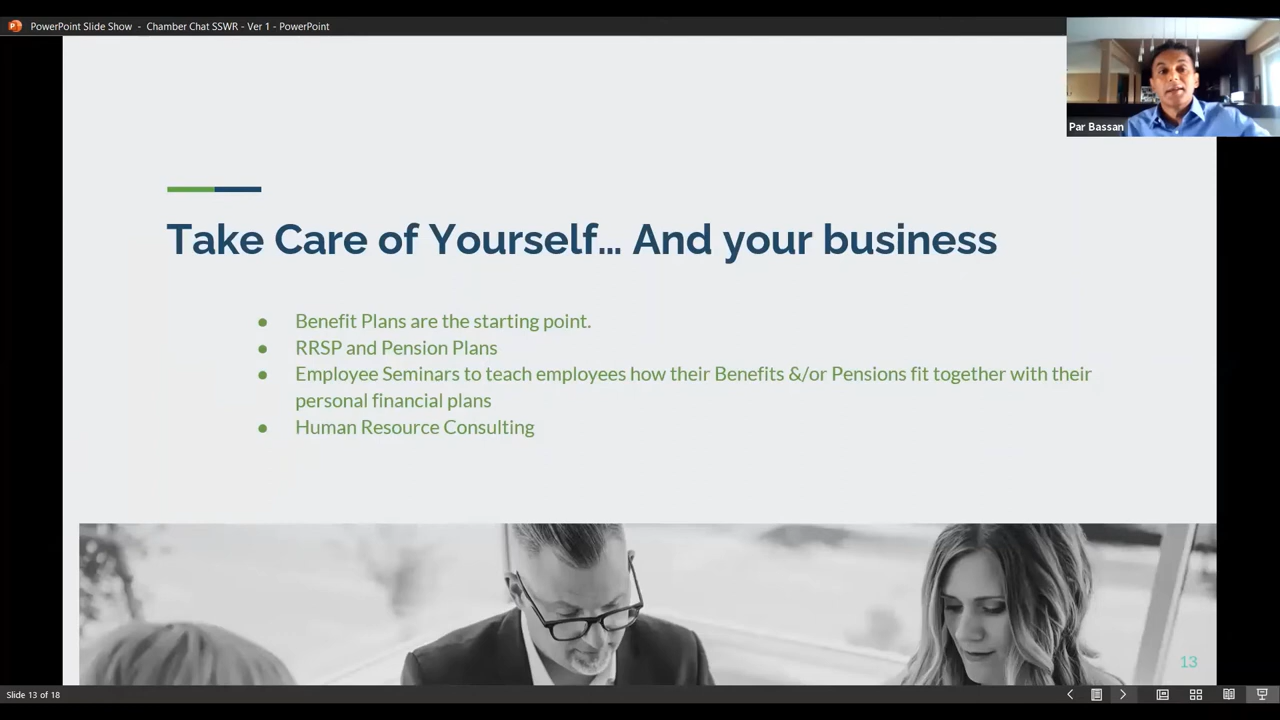 PowerPoint Slide Show - Chamber Chat SSWR - Ver 1 - PowerPoint
Par Bassan
Take Care of Yourself... And your business
● Benefit Plans are the starting point.
● RRSP and Pension Plans
● Employee Seminars to teach employees how their Benefits &/or Pensions fit together with their
personal financial plans
● Human Resource Consulting
13
Slide 13 of 18